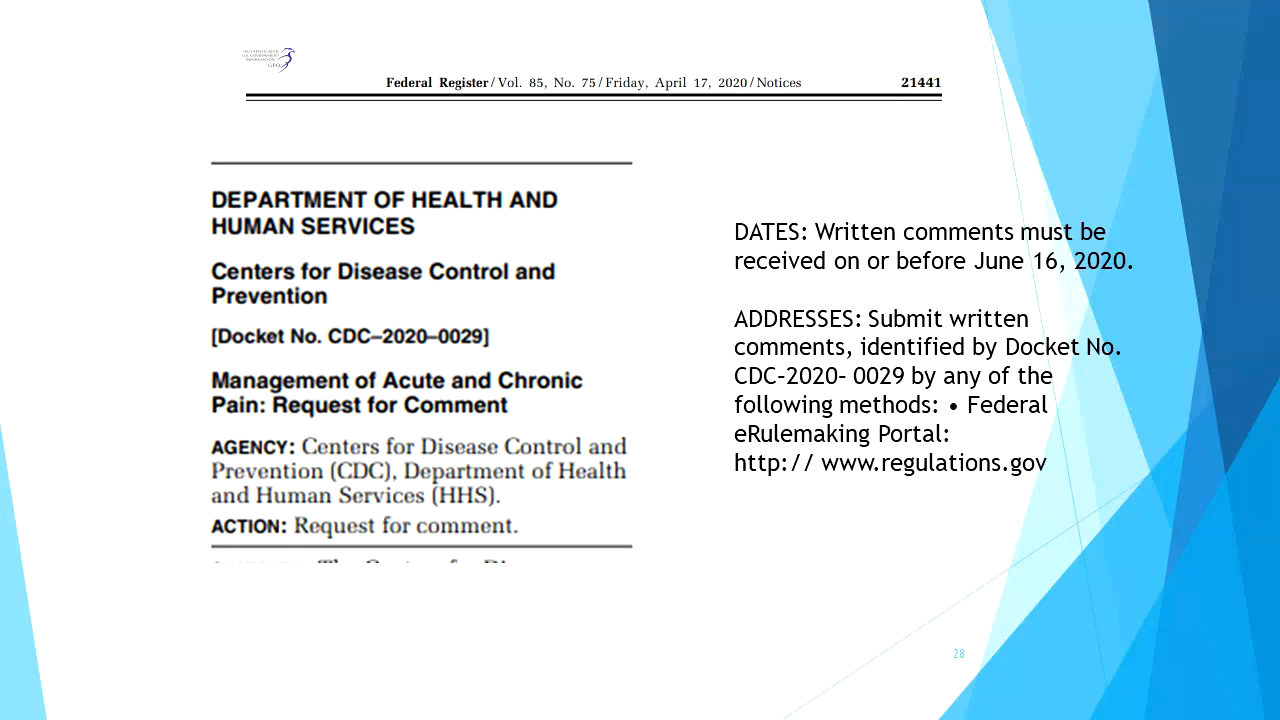 AUTHENTICATED
U.S. GOVERNMENT
INFORMATION
GPO
Federal Register / Vol. 85, No. 75 / Friday, April 17, 2020 / Notices 21441
DEPARTMENT OF HEALTH AND
HUMAN SERVICES
Centers for Disease Control and
Prevention
[Docket No. CDC–2020–0029]
Management of Acute and Chronic
Pain: Request for Comment
AGENCY: Centers for Disease Control and
Prevention (CDC), Department of Health
and Human Services (HHS).
ACTION: Request for comment.
DATES: Written comments must be
received on or before June 16, 2020.
ADDRESSES: Submit written
comments, identified by Docket No.
CDC–2020– 0029 by any of the
following methods: • Federal
eRulemaking Portal:
http:// www.regulations.gov
28